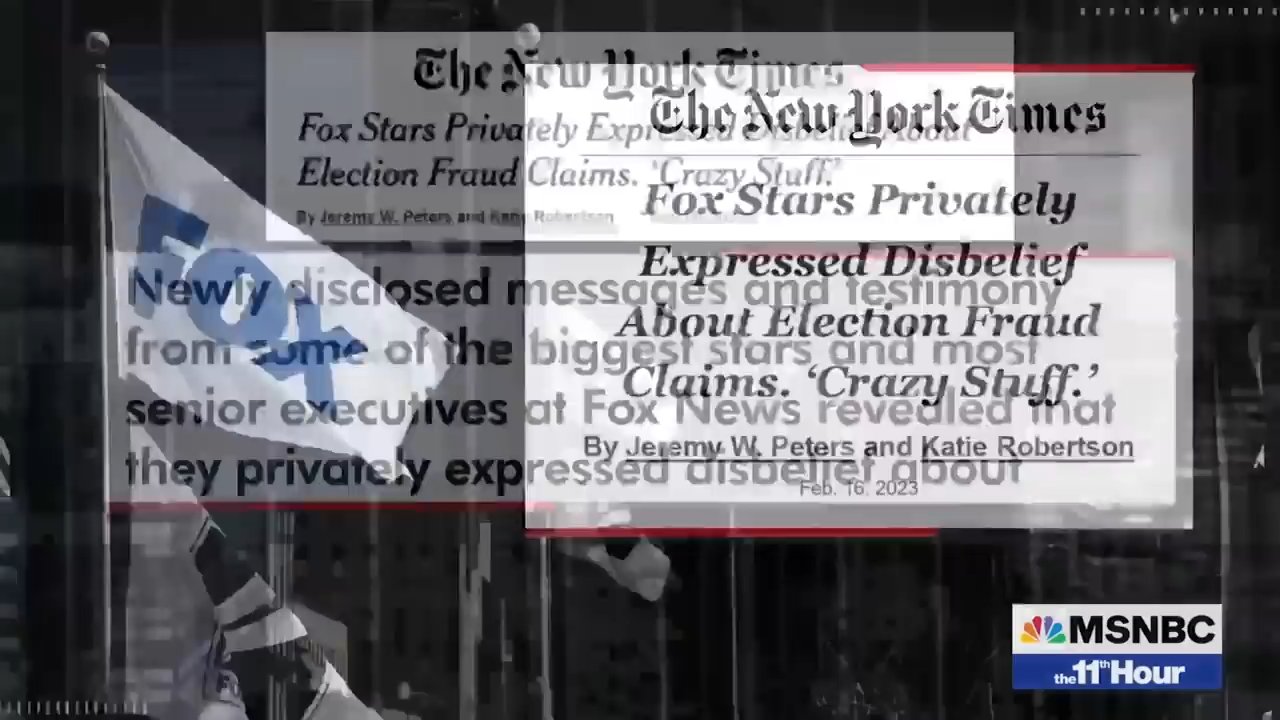 The New York Times
Fox Stars Privately Expressed Disbelief About
Election Fraud Claims. ‘Crazy Stuff.’
By Jeremy W. Peters and Katie Robertson
The New York Times
Fox Stars Privately
Expressed Disbelief
About Election Fraud
Claims. ‘Crazy Stuff.’
By Jeremy W. Peters and Katie Robertson
Feb. 16, 2023
FOX
Newly disclosed messages and testimony
from some of the biggest stars and most
senior executives at Fox News revealed that
they privately expressed disbelief about
MSNBC
the 11th Hour